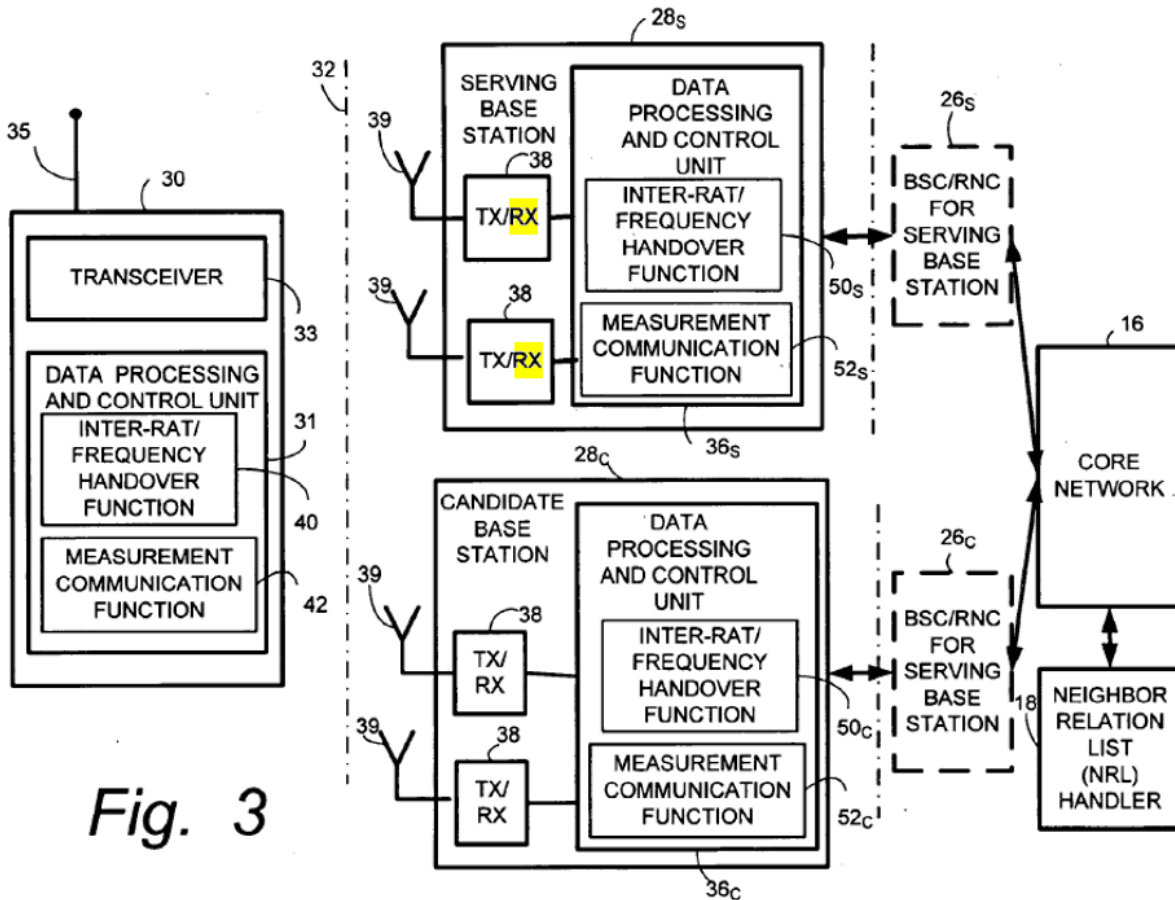 28S
32
SERVING
BASE
STATION
DATA
PROCESSING
AND CONTROL
UNIT
26S
35
39
38
30
TX/RX
INTER-RAT/
FREQUENCY
HANDOVER
FUNCTION
BSC/RNC
FOR
SERVING
BASE
STATION
TRANSCEIVER
39
38
50S
33
TX/RX
MEASUREMENT
COMMUNICATION
FUNCTION
52S
16
DATA PROCESSING
AND CONTROL UNIT
31
INTER-RAT/
FREQUENCY
HANDOVER
FUNCTION
36S
28C
CORE
NETWORK
40
CANDIDATE
BASE
STATION
DATA
PROCESSING
AND CONTROL
UNIT
26C
MEASUREMENT
COMMUNICATION
FUNCTION
42
39
38
TX/
RX
INTER-RAT/
FREQUENCY
HANDOVER
FUNCTION
BSC/RNC
FOR
SERVING
BASE
STATION
39
38
50C
18
NEIGHBOR
RELATION
LIST
(NRL)
HANDLER
TX/
RX
MEASUREMENT
COMMUNICATION
FUNCTION
52C
Fig. 3
36C